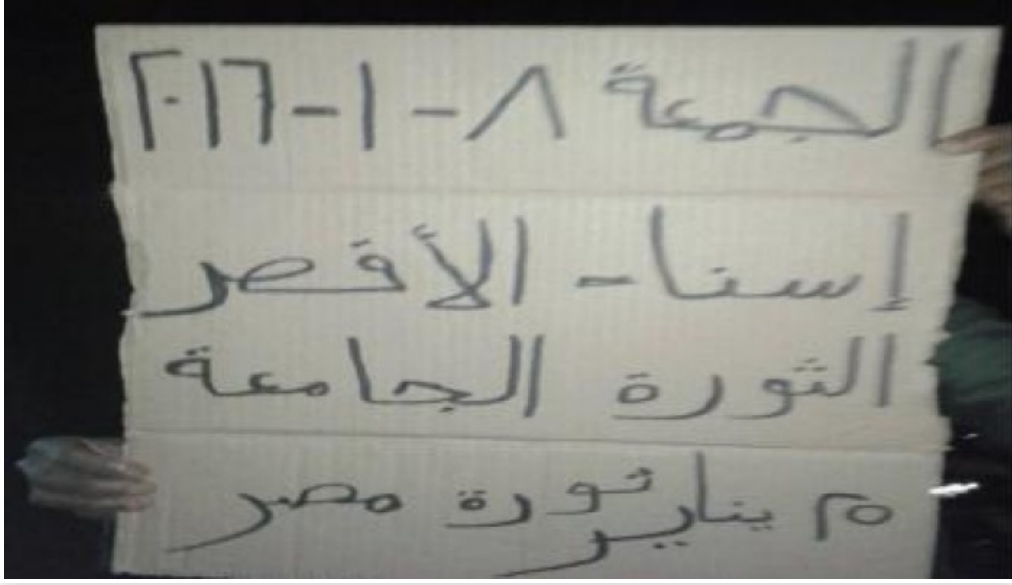 الجمعة ٨-١-٢٠١٦
إسنا - الأقصر
الثورة الجامعة
٢٥ يناير ثورة مصر